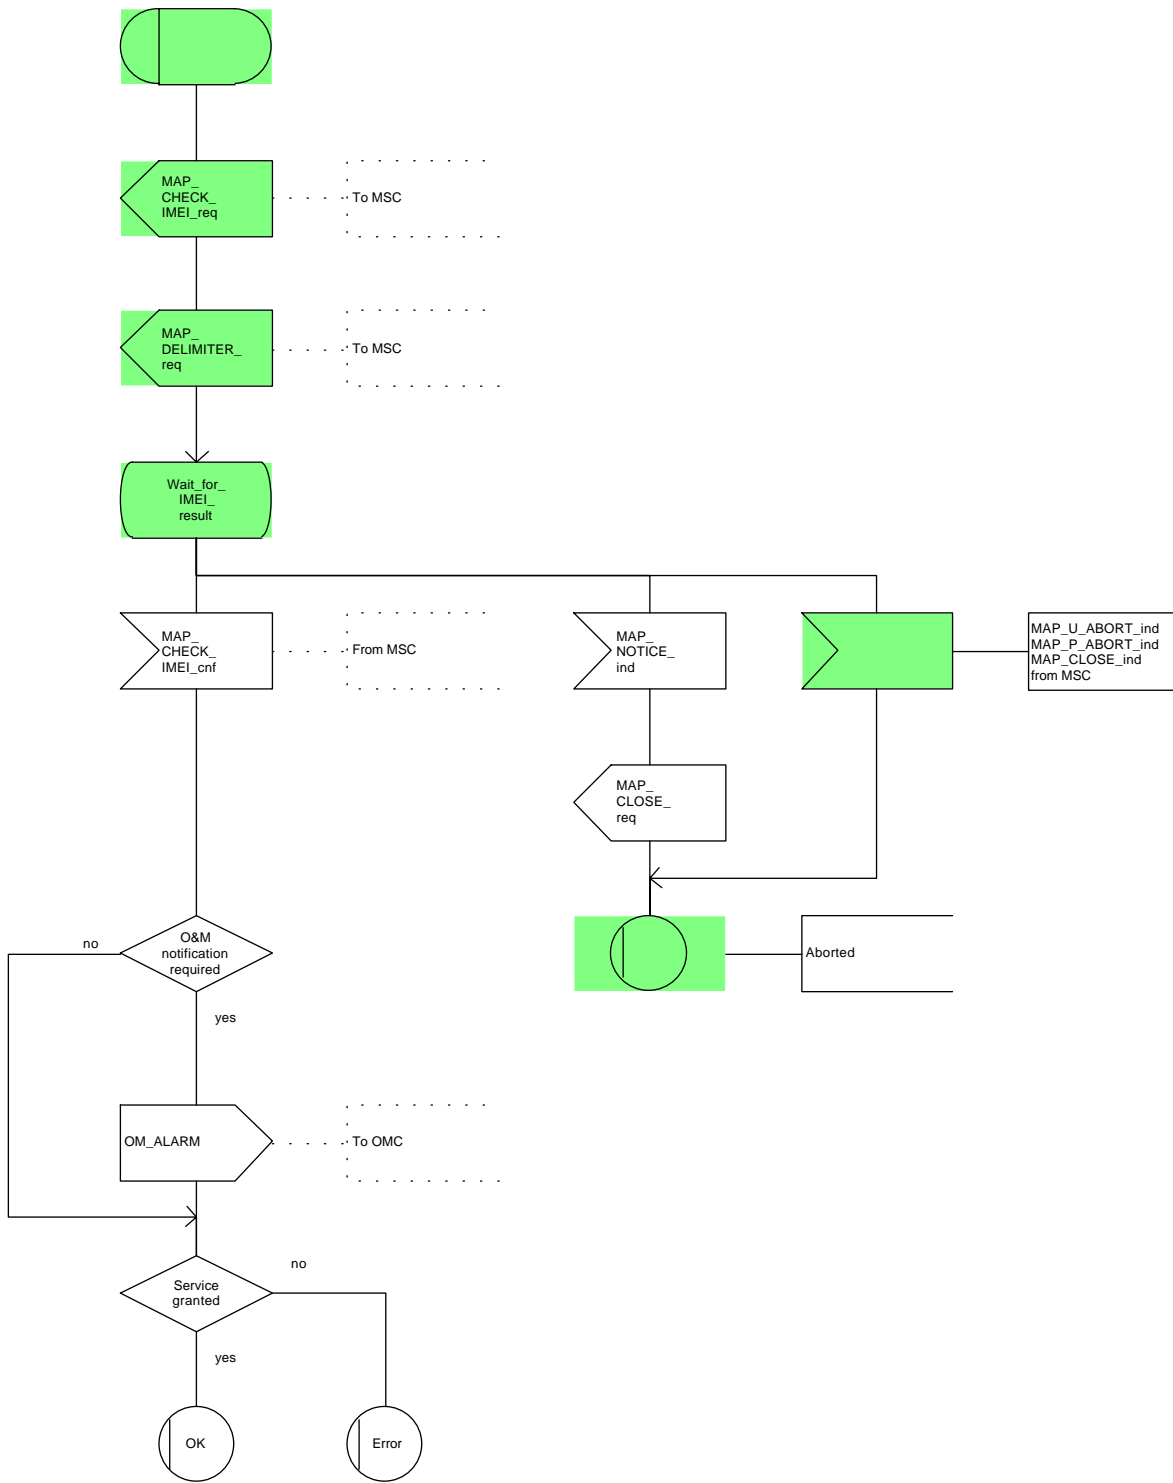 MAP_
CHECK_
IMEI_req
To MSC
MAP_
DELIMITER_
req
To MSC
Wait_for_
IMEI_
result
MAP_
CHECK_
IMEI_cnf
From MSC
MAP_
NOTICE_
ind
MAP_U_ABORT_ind
MAP_P_ABORT_ind
MAP_CLOSE_ind
from MSC
MAP_
CLOSE_
req
no
O&M
notification
required
Aborted
yes
OM_ALARM
To OMC
no
Service
granted
yes
OK
Error